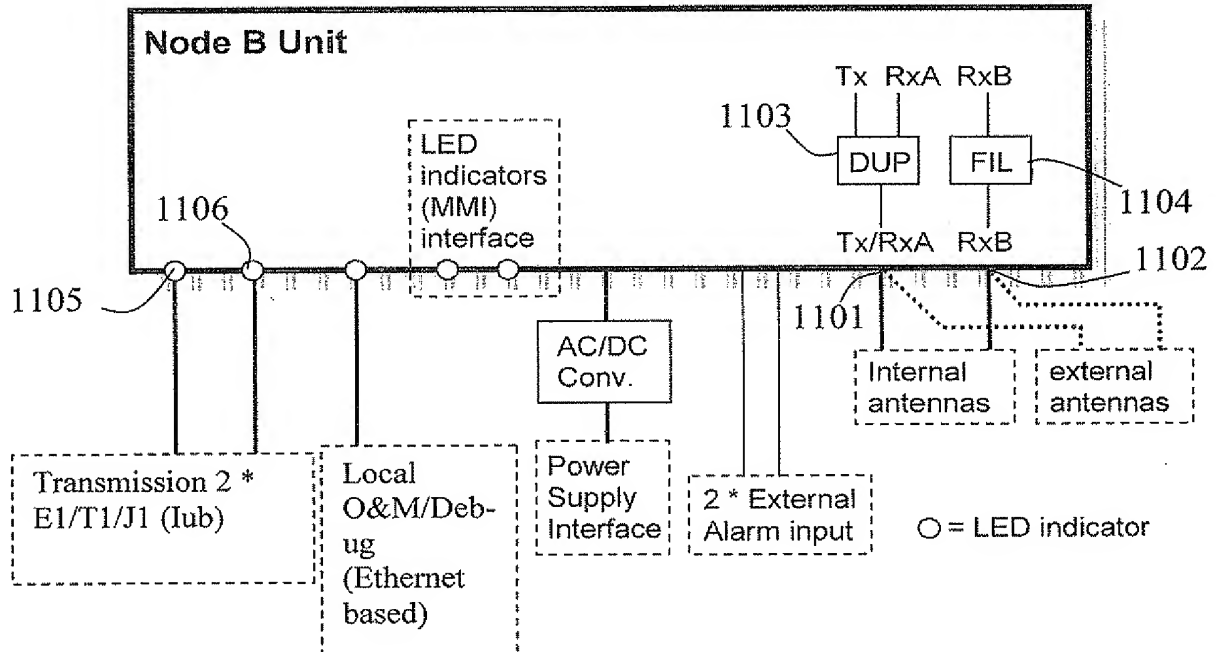 Node B Unit
Tx RxA RxB
1103
DUP
FIL
1104
LED
indicators
(MMI)
interface
1106
Tx/RxA RxB
1102
1105
1101
AC/DC
Conv.
Internal
antennas
external
antennas
Transmission 2 *
E1/T1/J1 (Iub)
Local
O&M/Deb-
ug
(Ethernet
based)
Power
Supply
Interface
2 * External
Alarm input
= LED indicator